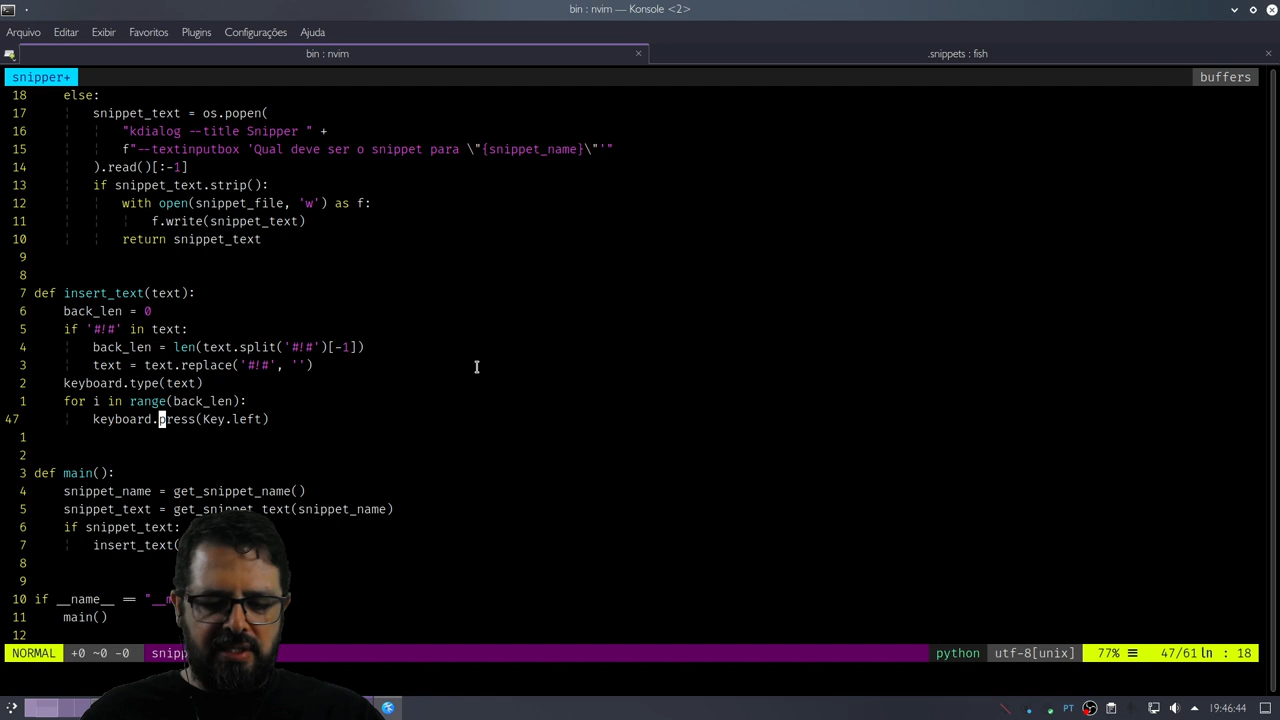 bin : nvim — Konsole <2>
Arquivo Editar Exibir Favoritos Plugins Configurações Ajuda
bin : nvim .snippets : fish
snipper+ buffers
18 else:
17 snippet_text = os.popen(
16 "kdialog --title Snipper " +
15 f"--textinputbox 'Qual deve ser o snippet para \"{snippet_name}\"'"
14 ).read()[:-1]
13 if snippet_text.strip():
12 with open(snippet_file, 'w') as f:
11 f.write(snippet_text)
10 return snippet_text
9
8
7 def insert_text(text):
6 back_len = 0
5 if '#!#' in text:
4 back_len = len(text.split('#!#')[-1])
3 text = text.replace('#!#', '')
2 keyboard.type(text)
1 for i in range(back_len):
47 keyboard.press(Key.left)
1
2
3 def main():
4 snippet_name = get_snippet_name()
5 snippet_text = get_snippet_text(snippet_name)
6 if snippet_text:
7 insert_text(
8
9
10 if __name__ == "__m
11 main()
12
NORMAL +0 ~0 -0 snipp python utf-8[unix] 77% 47/61 ln : 18
PT 19:46:44